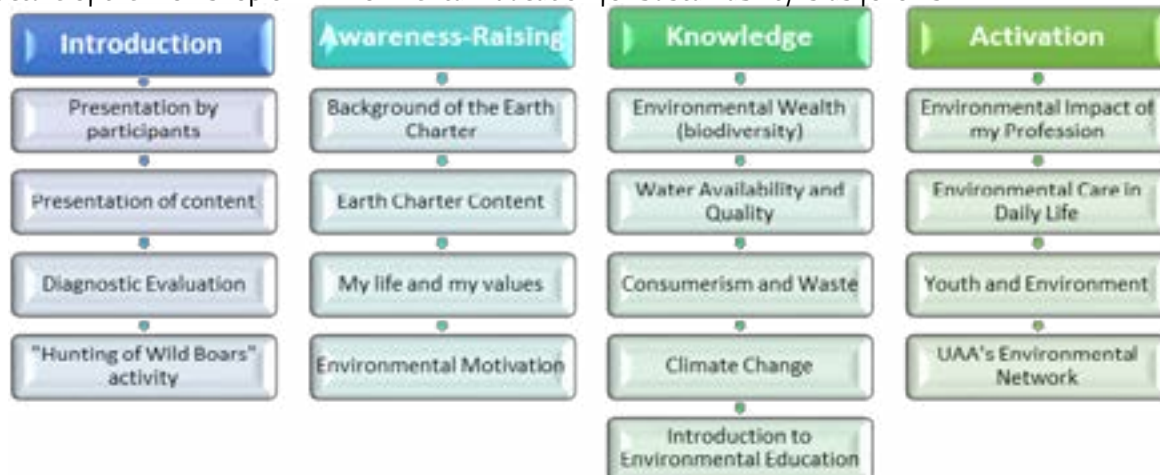 Introduction
Presentation by
participants
Presentation of content
Diagnostic Evaluation
"Hunting of Wild Boars"
activity
Awareness-Raising
Background of the Earth
Charter
Earth Charter Content
My life and my values
Environmental Motivation
Knowledge
Environmental Wealth
(biodiversity)
Water Availability and
Quality
Consumerism and Waste
Climate Change
Introduction to
Environmental Education
Activation
Environmental Impact of
my Profession
Environmental Care in
Daily Life
Youth and Environment
UAA's Environmental
Network